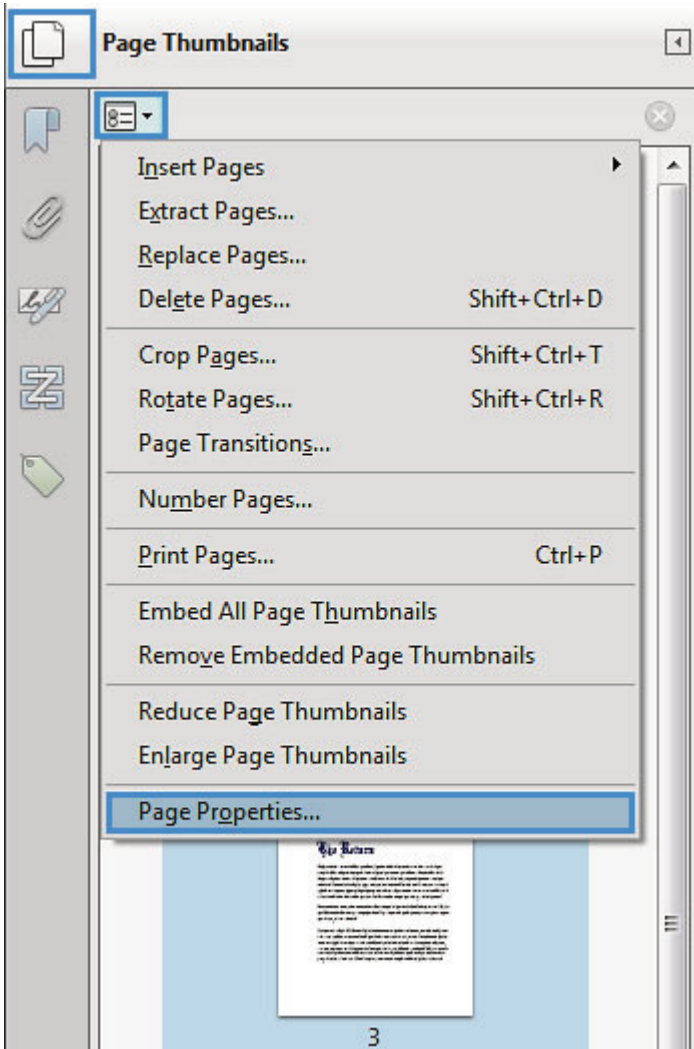 Page Thumbnails
Insert Pages
Extract Pages...
Replace Pages...
Delete Pages... Shift+Ctrl+D
Crop Pages... Shift+Ctrl+T
Rotate Pages... Shift+Ctrl+R
Page Transitions...
Number Pages...
Print Pages... Ctrl+P
Embed All Page Thumbnails
Remove Embedded Page Thumbnails
Reduce Page Thumbnails
Enlarge Page Thumbnails
Page Properties...
The Return
3